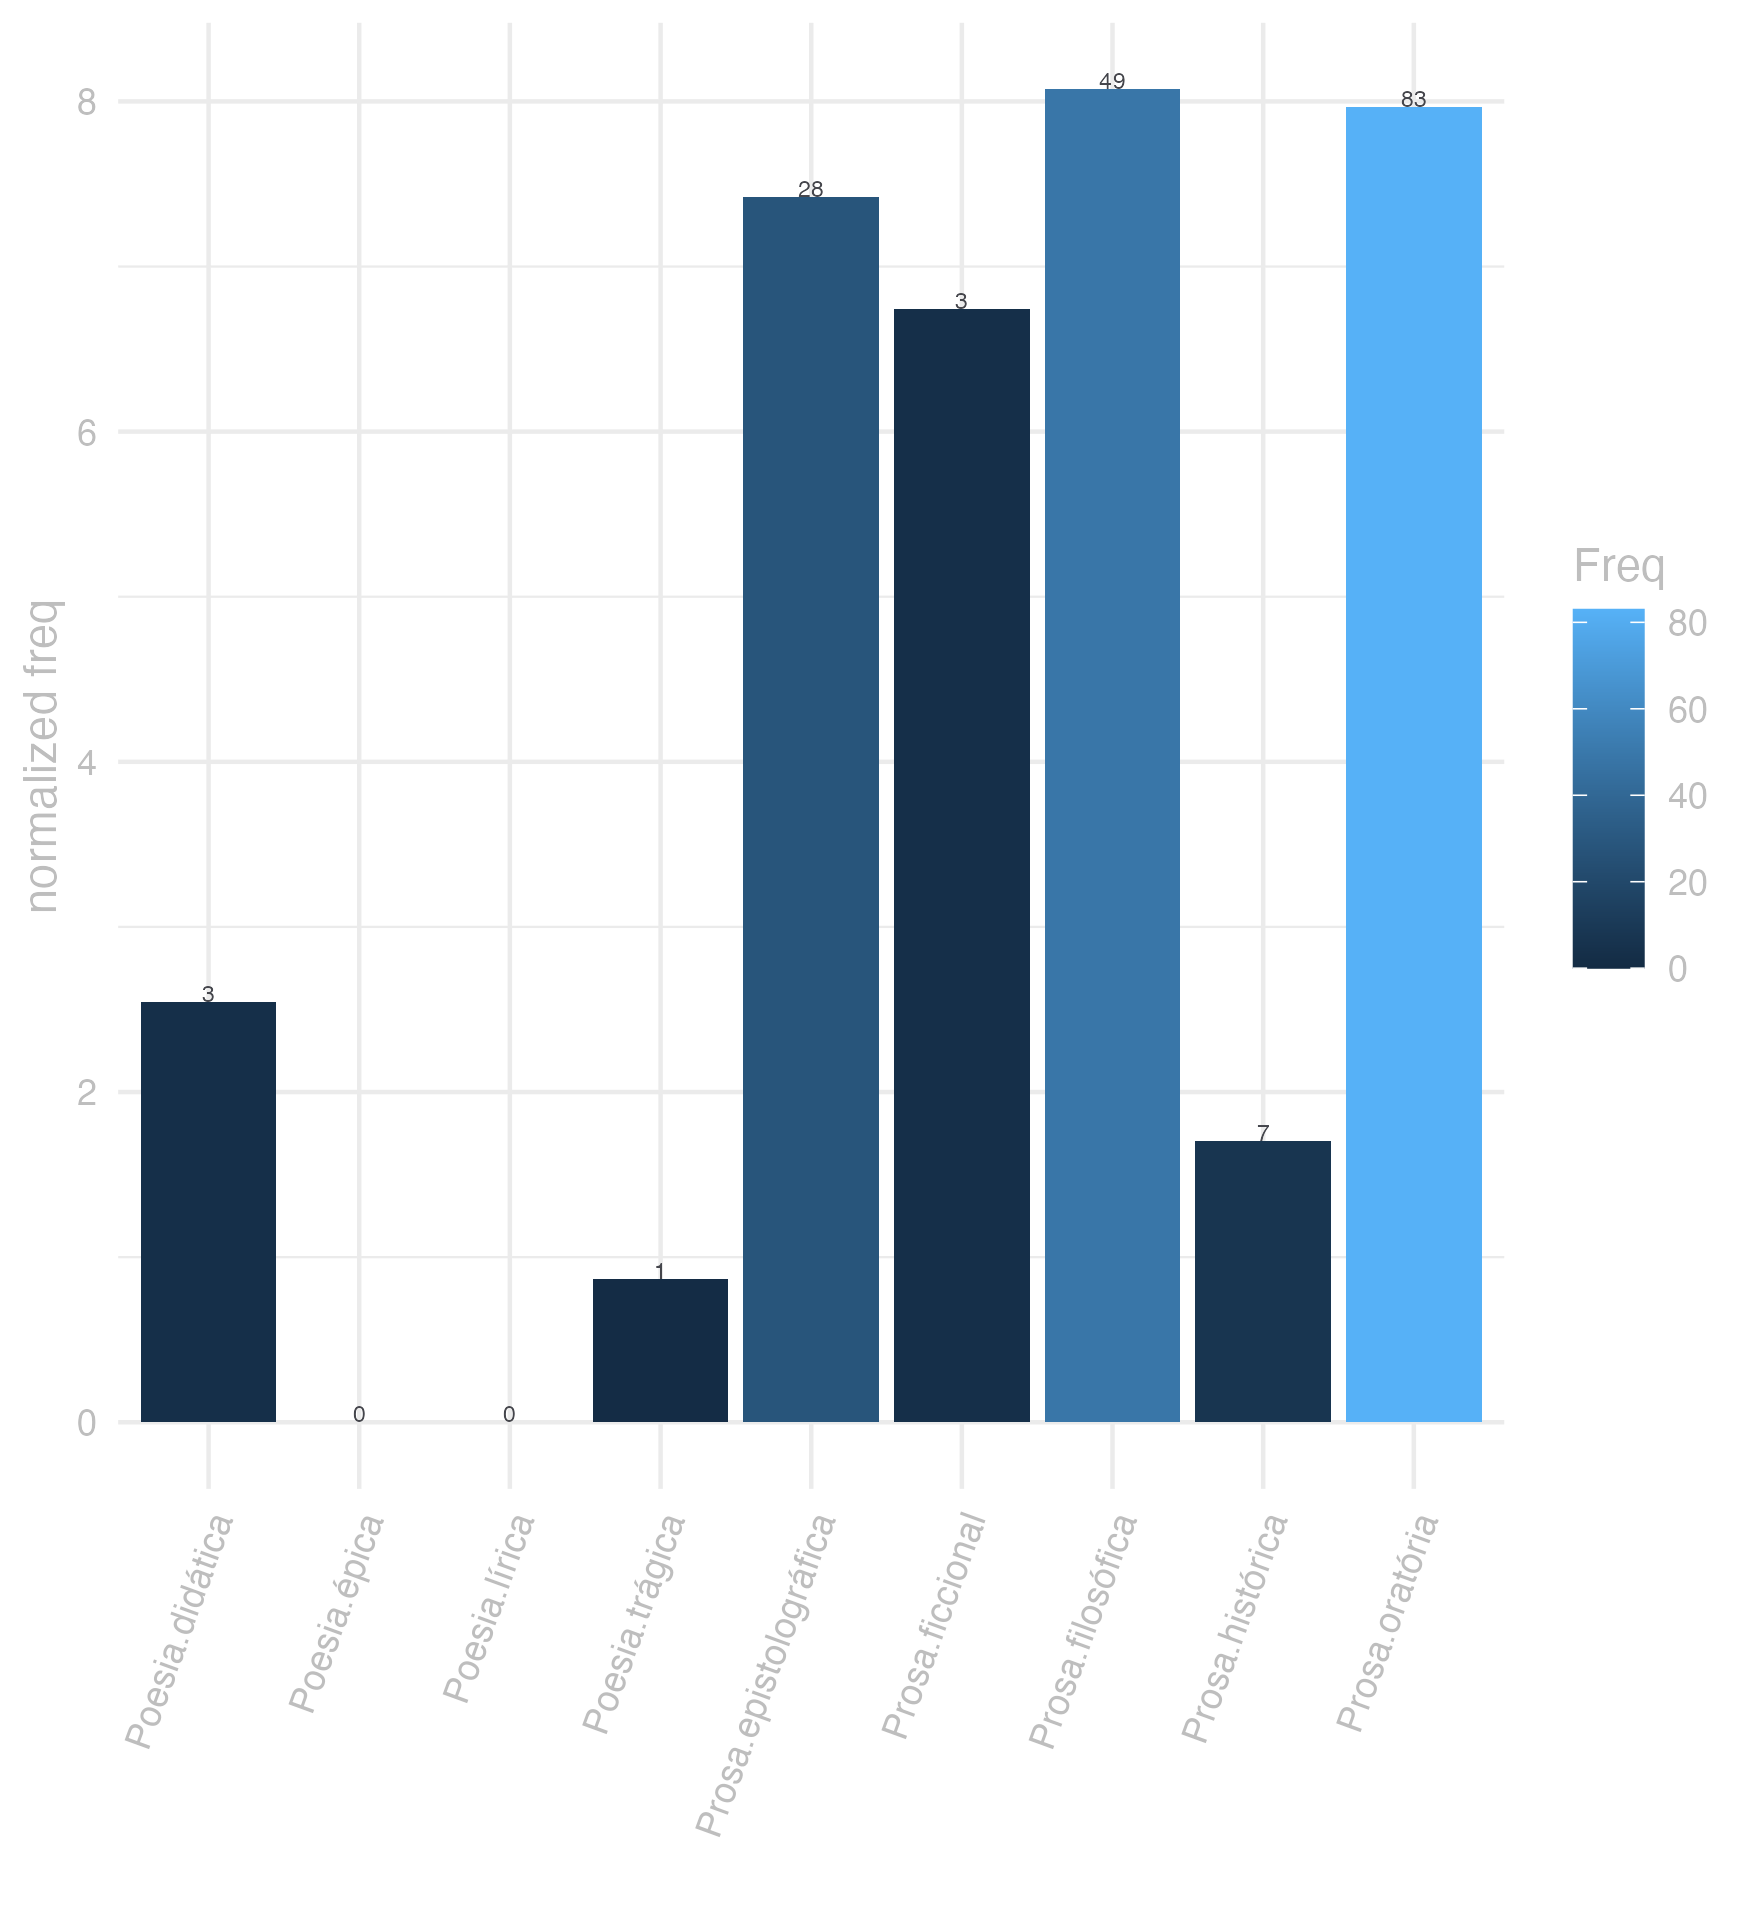 8
6
4
2
0
normalized freq
49
83
28
3
3
7
1
0
0
Poesia.didática
Poesia.épica
Poesia.lírica
Poesia.trágica
Prosa.epistolográfica
Prosa.ficcional
Prosa.filosófica
Prosa.histórica
Prosa.oratória
Freq
80
60
40
20
0